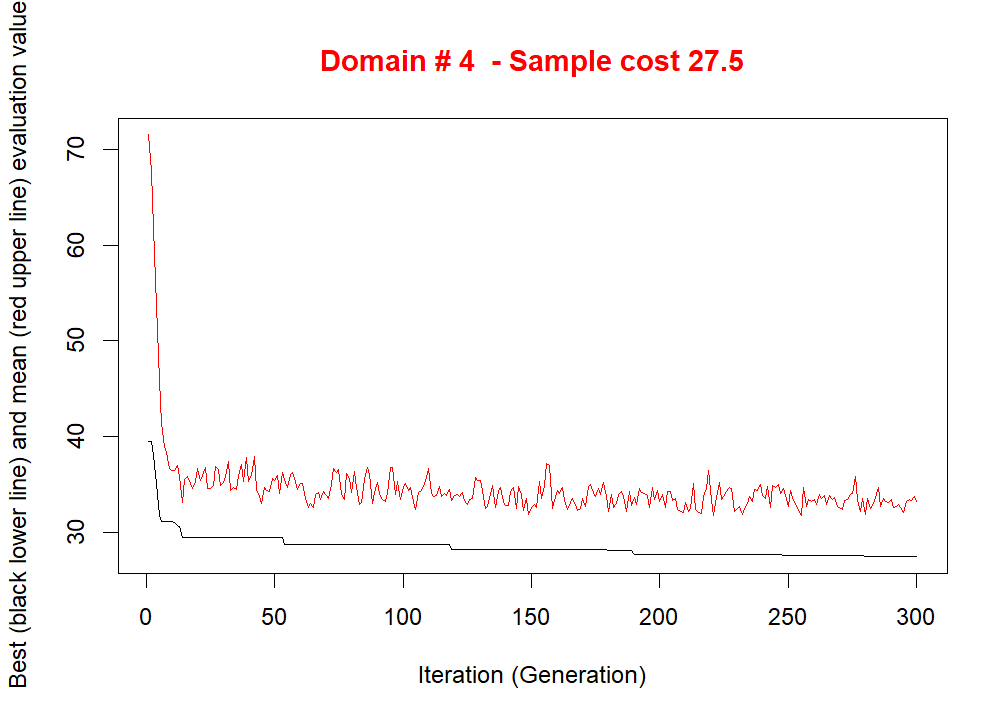 Domain # 4  - Sample cost 27.5
Best (black lower line) and mean (red upper line) evaluation value
70
60
50
40
30
0 50 100 150 200 250 300
Iteration (Generation)